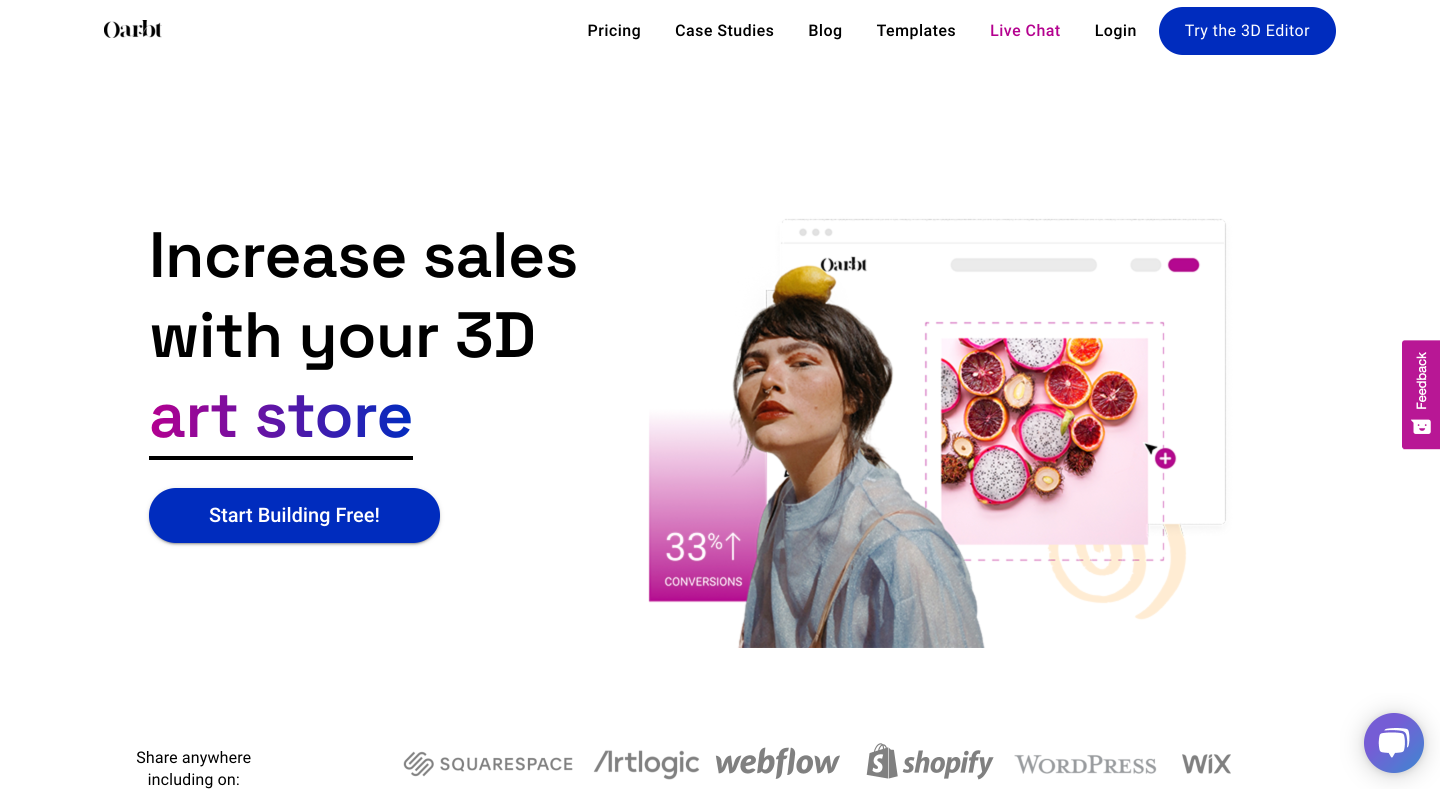 Oarbt
Pricing
Case Studies
Blog
Templates
Live Chat
Login
Try the 3D Editor
Increase sales
with your 3D
art store
Start Building Free!
Oarbt
33%↑
CONVERSIONS
Feedback
Share anywhere
including on:
SQUARESPACE
Artlogic
webflow
shopify
WORDPRESS
WiX